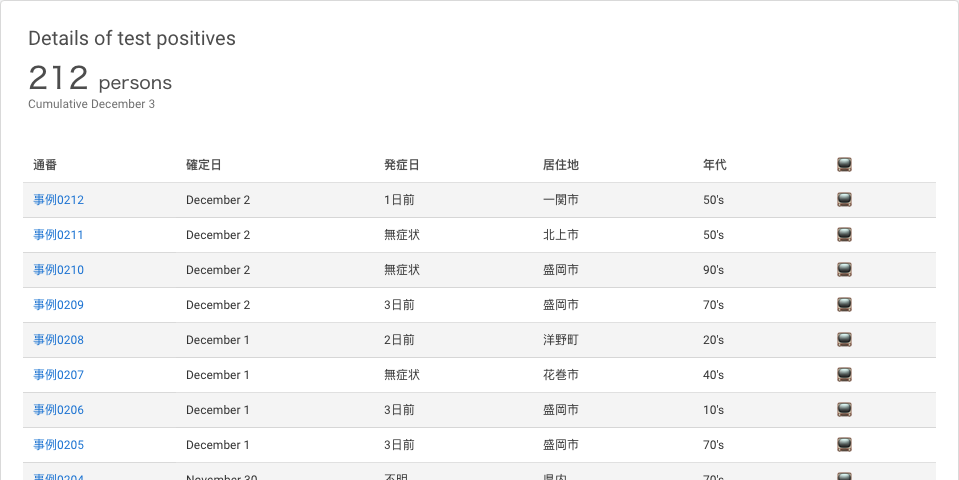 Details of test positives
212 persons
Cumulative December 3
通番 確定日 発症日 居住地 年代
事例0212 December 2 1日前 一関市 50's
事例0211 December 2 無症状 北上市 50's
事例0210 December 2 無症状 盛岡市 90's
事例0209 December 2 3日前 盛岡市 70's
事例0208 December 1 2日前 洋野町 20's
事例0207 December 1 無症状 花巻市 40's
事例0206 December 1 3日前 盛岡市 10's
事例0205 December 1 3日前 盛岡市 70's
事例0204 November 30 不明 県内 70's